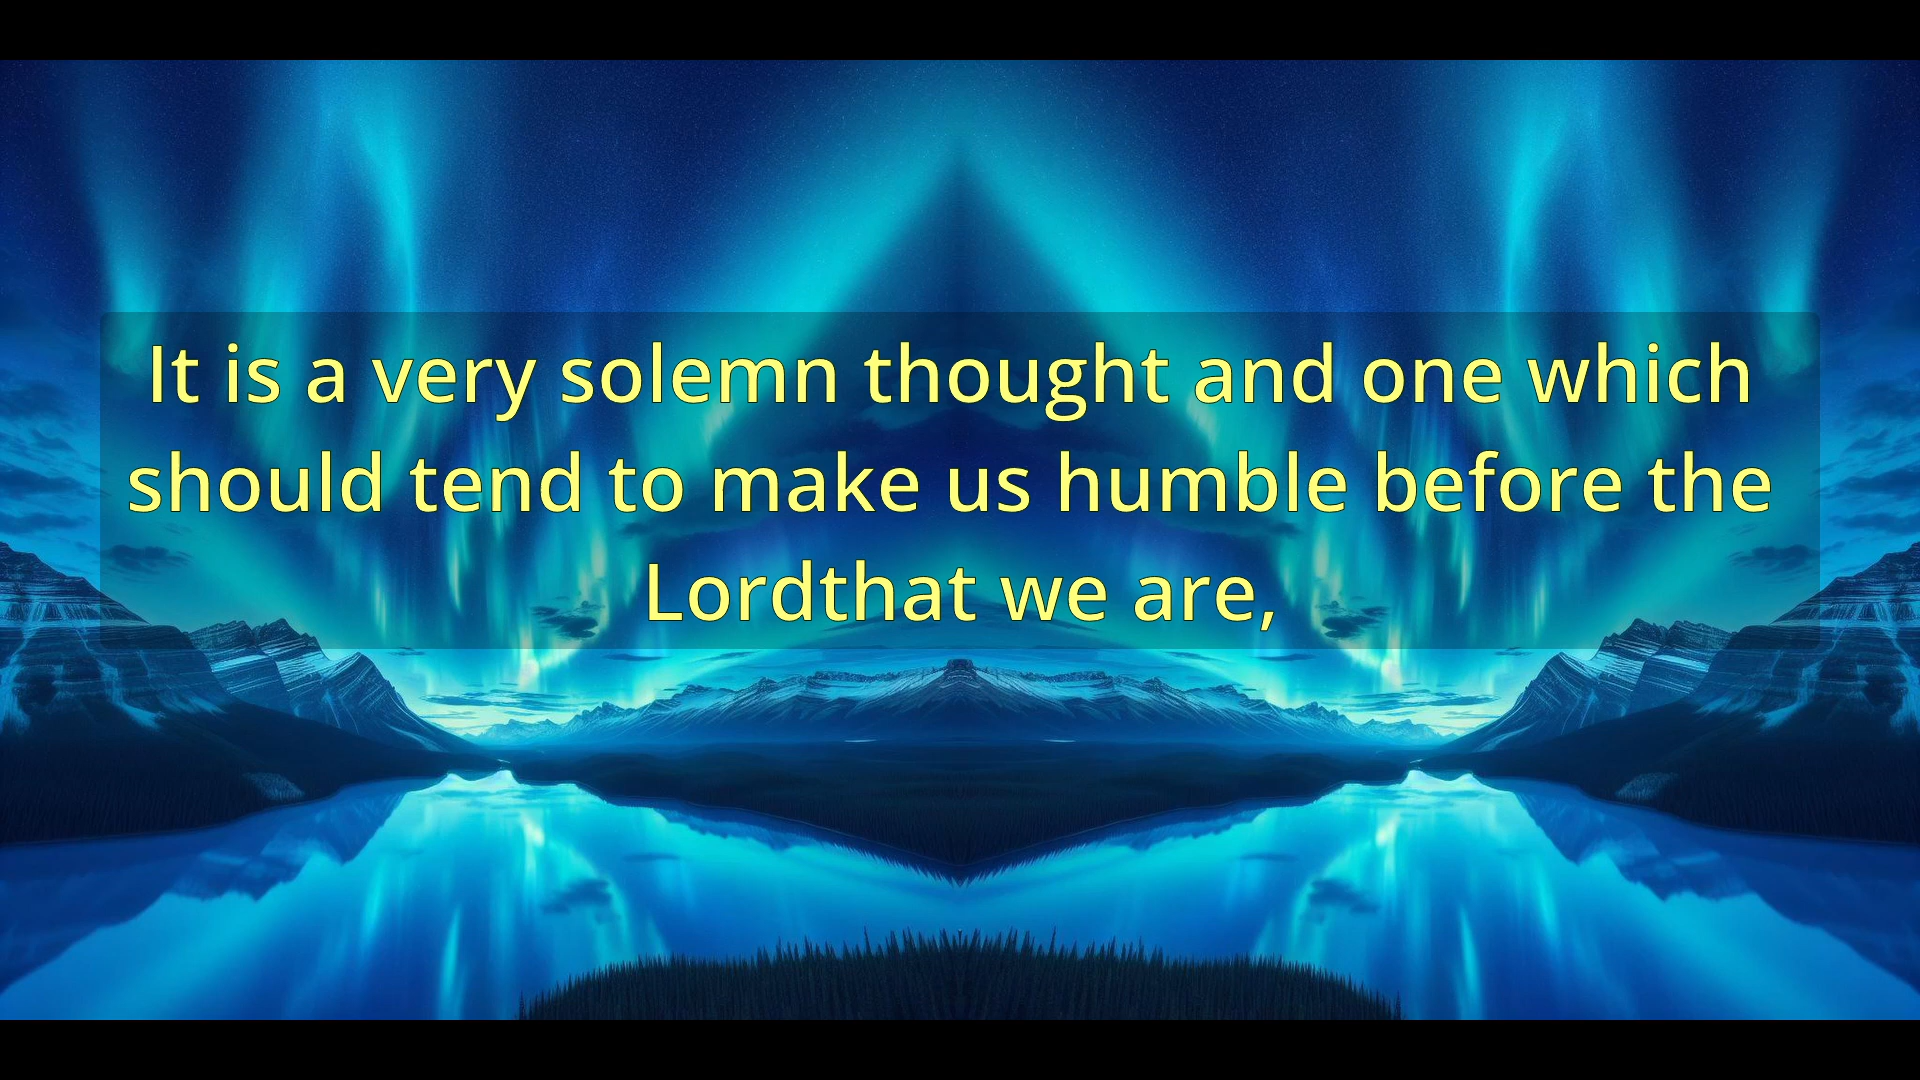 It is a very solemn thought and one which
should tend to make us humble before the
Lordthat we are,